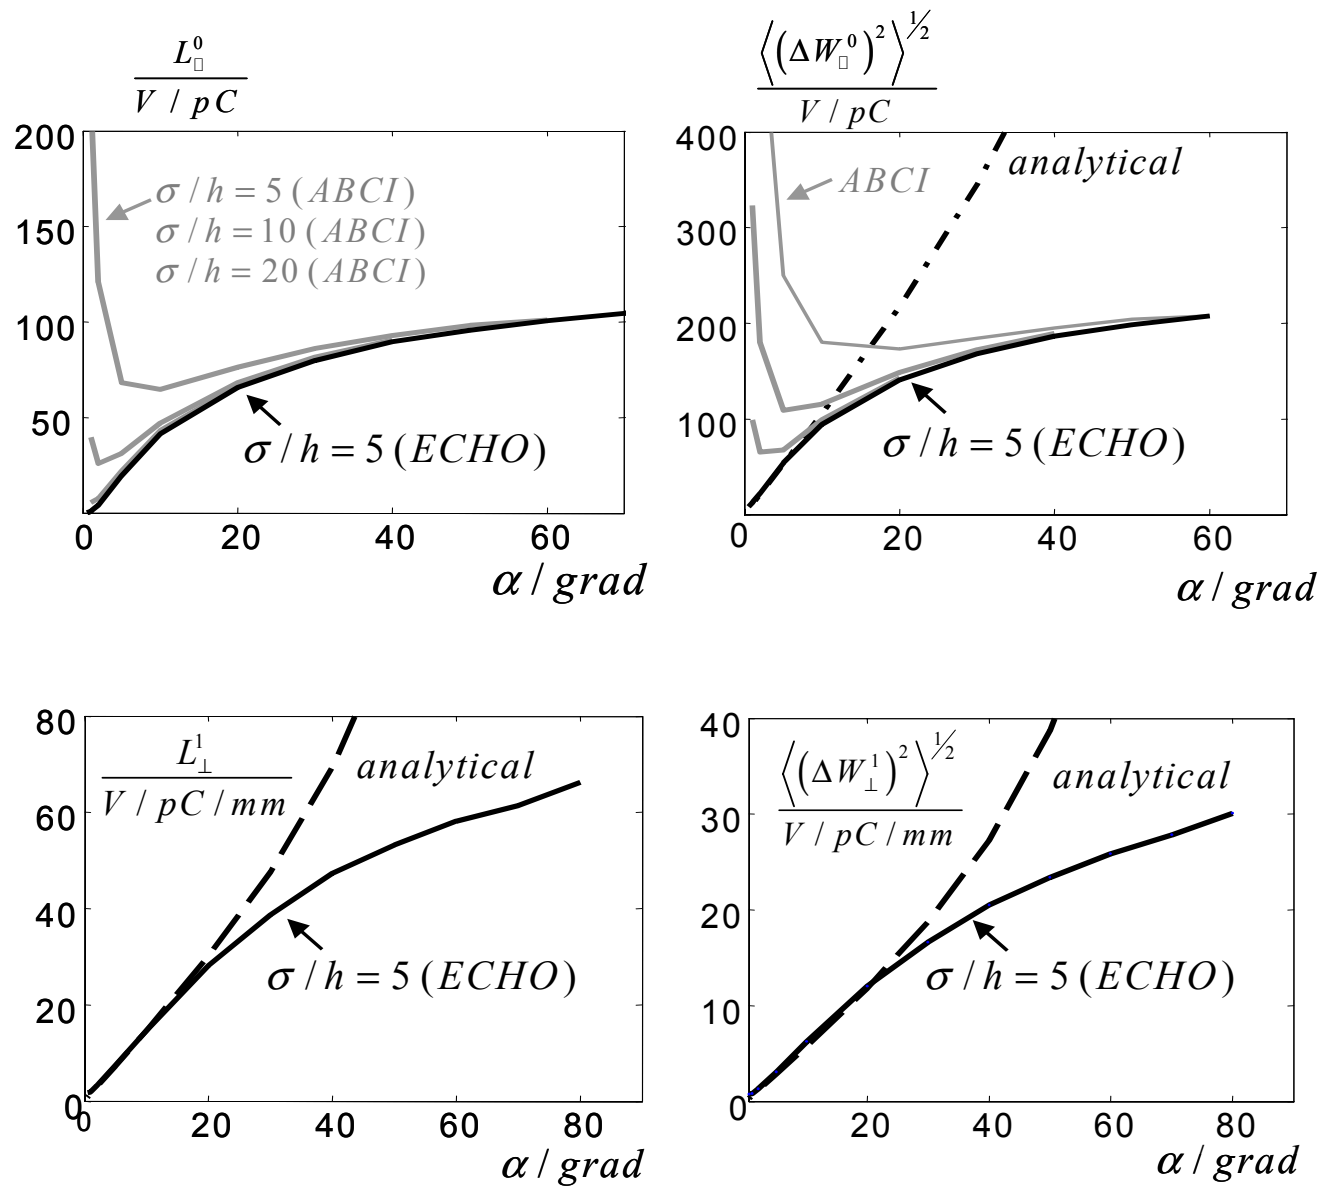 L⁰▯
V / pC
200
150
100
50
0
20
40
60
σ / h = 5 (ABCI)
σ / h = 10 (ABCI)
σ / h = 20 (ABCI)
σ / h = 5 (ECHO)
α / grad
⟨(ΔW⁰▯)²⟩^½
V / pC
400
300
200
100
0
20
40
60
analytical
ABCI
σ / h = 5 (ECHO)
α / grad
80
60
40
20
0
0
20
40
60
80
L¹⊥
V / pC / mm
analytical
σ / h = 5 (ECHO)
α / grad
40
30
20
10
0
20
40
60
80
⟨(ΔW¹⊥)²⟩^½
V / pC / mm
analytical
σ / h = 5 (ECHO)
α / grad